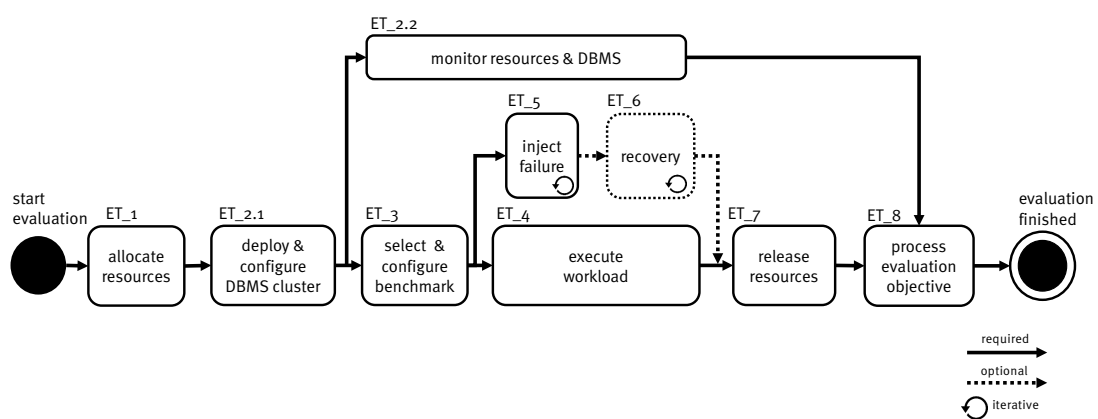 ET_2.2
monitor resources & DBMS
ET_5
inject
failure
ET_6
recovery
start
evaluation
ET_1
allocate
resources
ET_2.1
deploy &
configure
DBMS cluster
ET_3
select &
configure
benchmark
ET_4
execute
workload
ET_7
release
resources
ET_8
process
evaluation
objective
evaluation
finished
required
optional
iterative